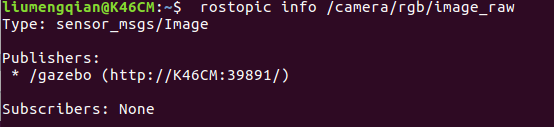 liumengqian@K46CM:~$  rostopic info /camera/rgb/image_raw
Type: sensor_msgs/Image
Publishers:
 * /gazebo (http://K46CM:39891/)
Subscribers: None